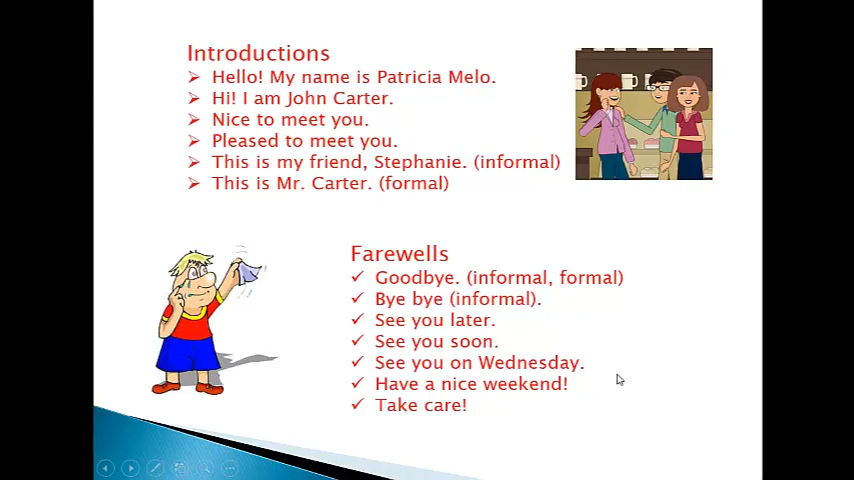 Introductions
Hello! My name is Patricia Melo.
Hi! I am John Carter.
Nice to meet you.
Pleased to meet you.
This is my friend, Stephanie. (informal)
This is Mr. Carter. (formal)
Farewells
Goodbye. (informal, formal)
Bye bye (informal).
See you later.
See you soon.
See you on Wednesday.
Have a nice weekend!
Take care!